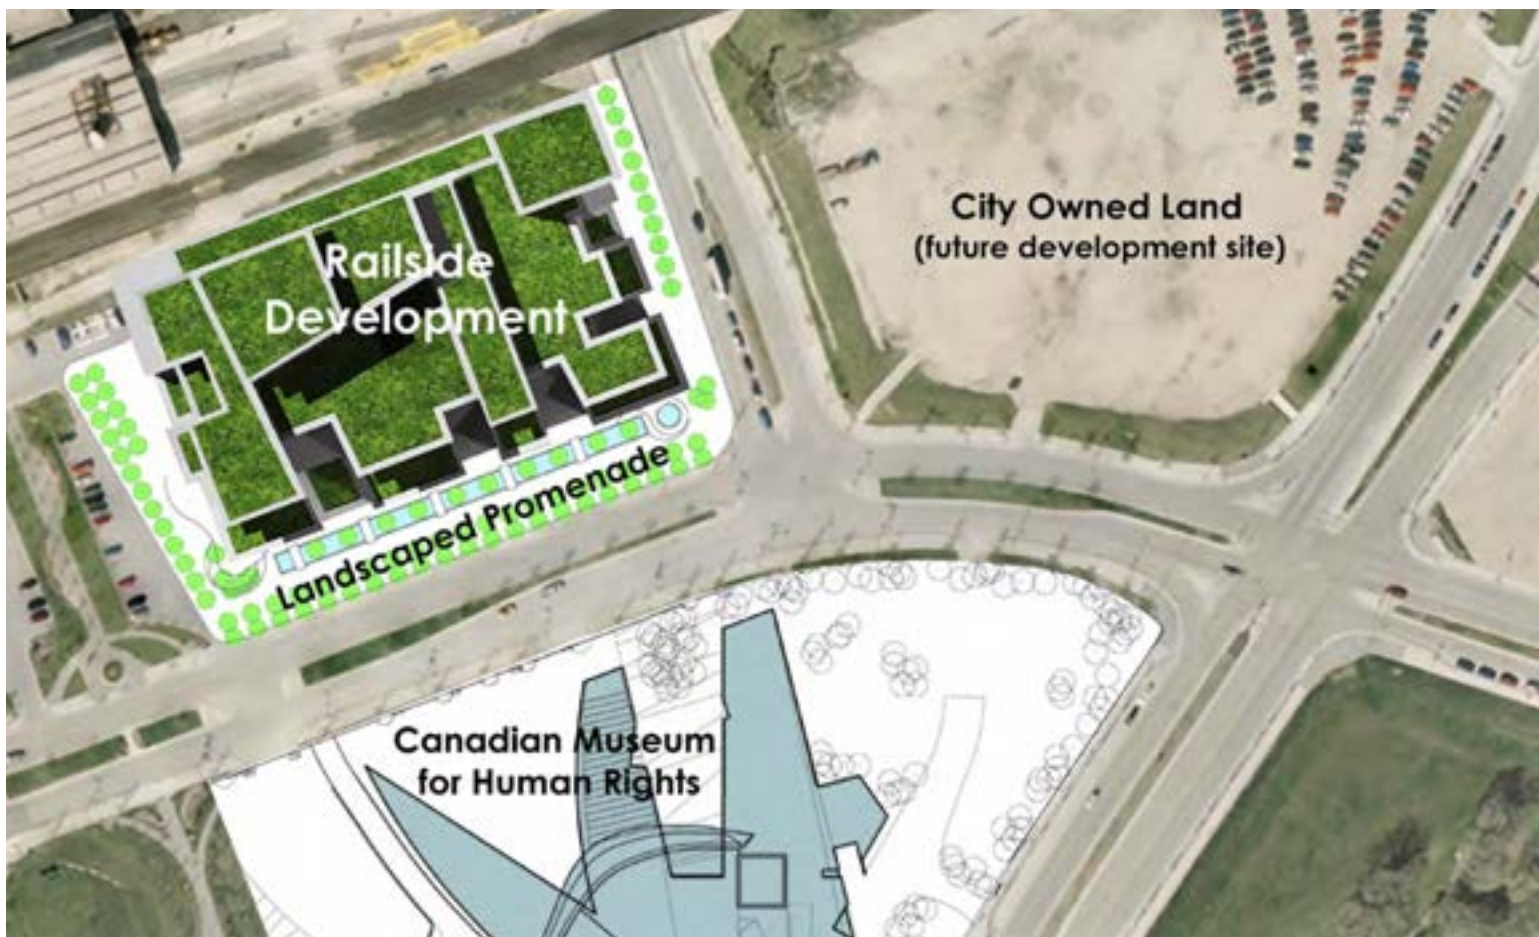 City Owned Land
(future development site)
Railside
Development
Landscaped Promenade
Canadian Museum
for Human Rights